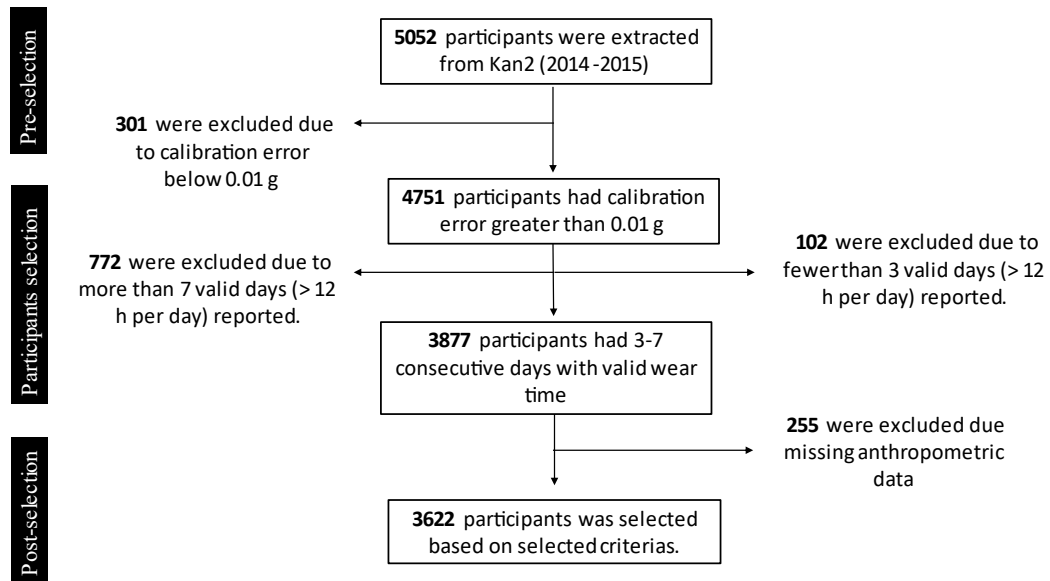 Pre-selection
5052 participants were extracted
from Kan2 (2014 -2015)
301 were excluded due
to calibration error
below 0.01 g
Participants selection
4751 participants had calibration
error greater than 0.01 g
772 were excluded due to
more than 7 valid days (> 12
h per day) reported.
102 were excluded due to
fewer than 3 valid days (> 12
h per day) reported.
3877 participants had 3-7
consecutive days with valid wear
time
255 were excluded due
missing anthropometric
data
Post-selection
3622 participants was selected
based on selected criterias.